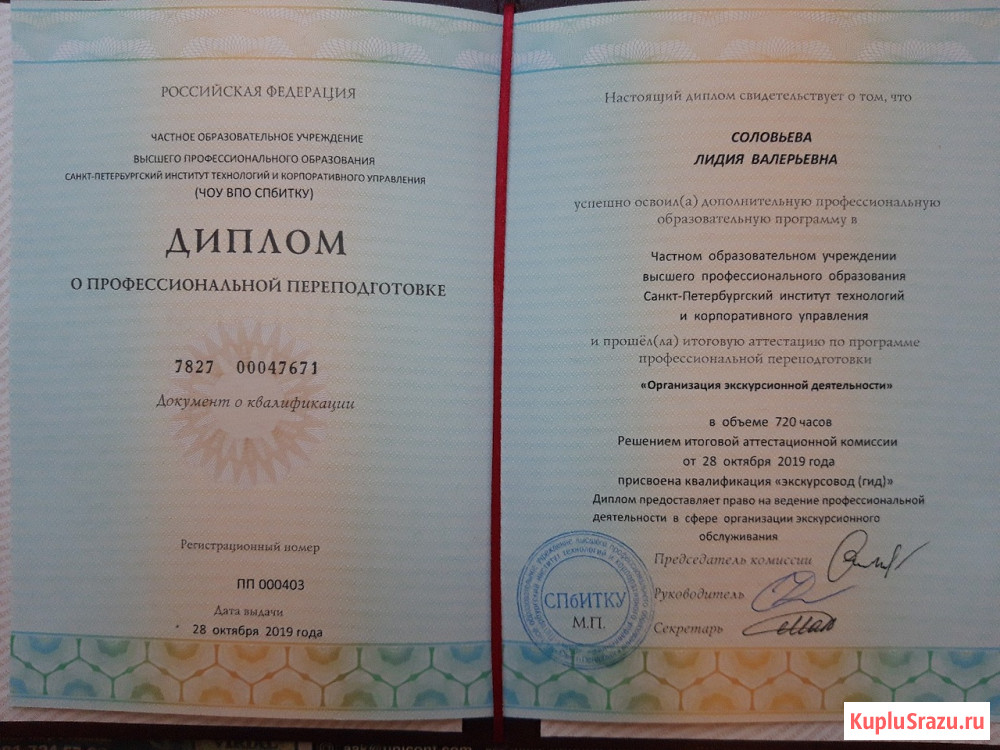 РОССИЙСКАЯ ФЕДЕРАЦИЯ
ЧАСТНОЕ ОБРАЗОВАТЕЛЬНОЕ УЧРЕЖДЕНИЕ
ВЫСШЕГО ПРОФЕССИОНАЛЬНОГО ОБРАЗОВАНИЯ
САНКТ-ПЕТЕРБУРГСКИЙ ИНСТИТУТ ТЕХНОЛОГИЙ И КОРПОРАТИВНОГО УПРАВЛЕНИЯ
(ЧОУ ВПО СПбИТКУ)
ДИПЛОМ
О ПРОФЕССИОНАЛЬНОЙ ПЕРЕПОДГОТОВКЕ
7827 00047671
Документ о квалификации
Регистрационный номер
ПП 000403
Дата выдачи
28 октября 2019 года
Настоящий диплом свидетельствует о том, что
СОЛОВЬЕВА
ЛИДИЯ ВАЛЕРЬЕВНА
успешно освоил(а) дополнительную профессиональную
образовательную программу в
Частном образовательном учреждении
высшего профессионального образования
Санкт-Петербургский институт технологий
и корпоративного управления
и прошёл(ла) итоговую аттестацию по программе
профессиональной переподготовки
«Организация экскурсионной деятельности»
в объеме 720 часов
Решением итоговой аттестационной комиссии
от 28 октября 2019 года
присвоена квалификация «экскурсовод (гид)»
Диплом предоставляет право на ведение профессиональной
деятельности в сфере организации экскурсионного
обслуживания
Председатель комиссии
Руководитель
СПбИТКУ
М.П.
Секретарь
KupluSrazu.ru